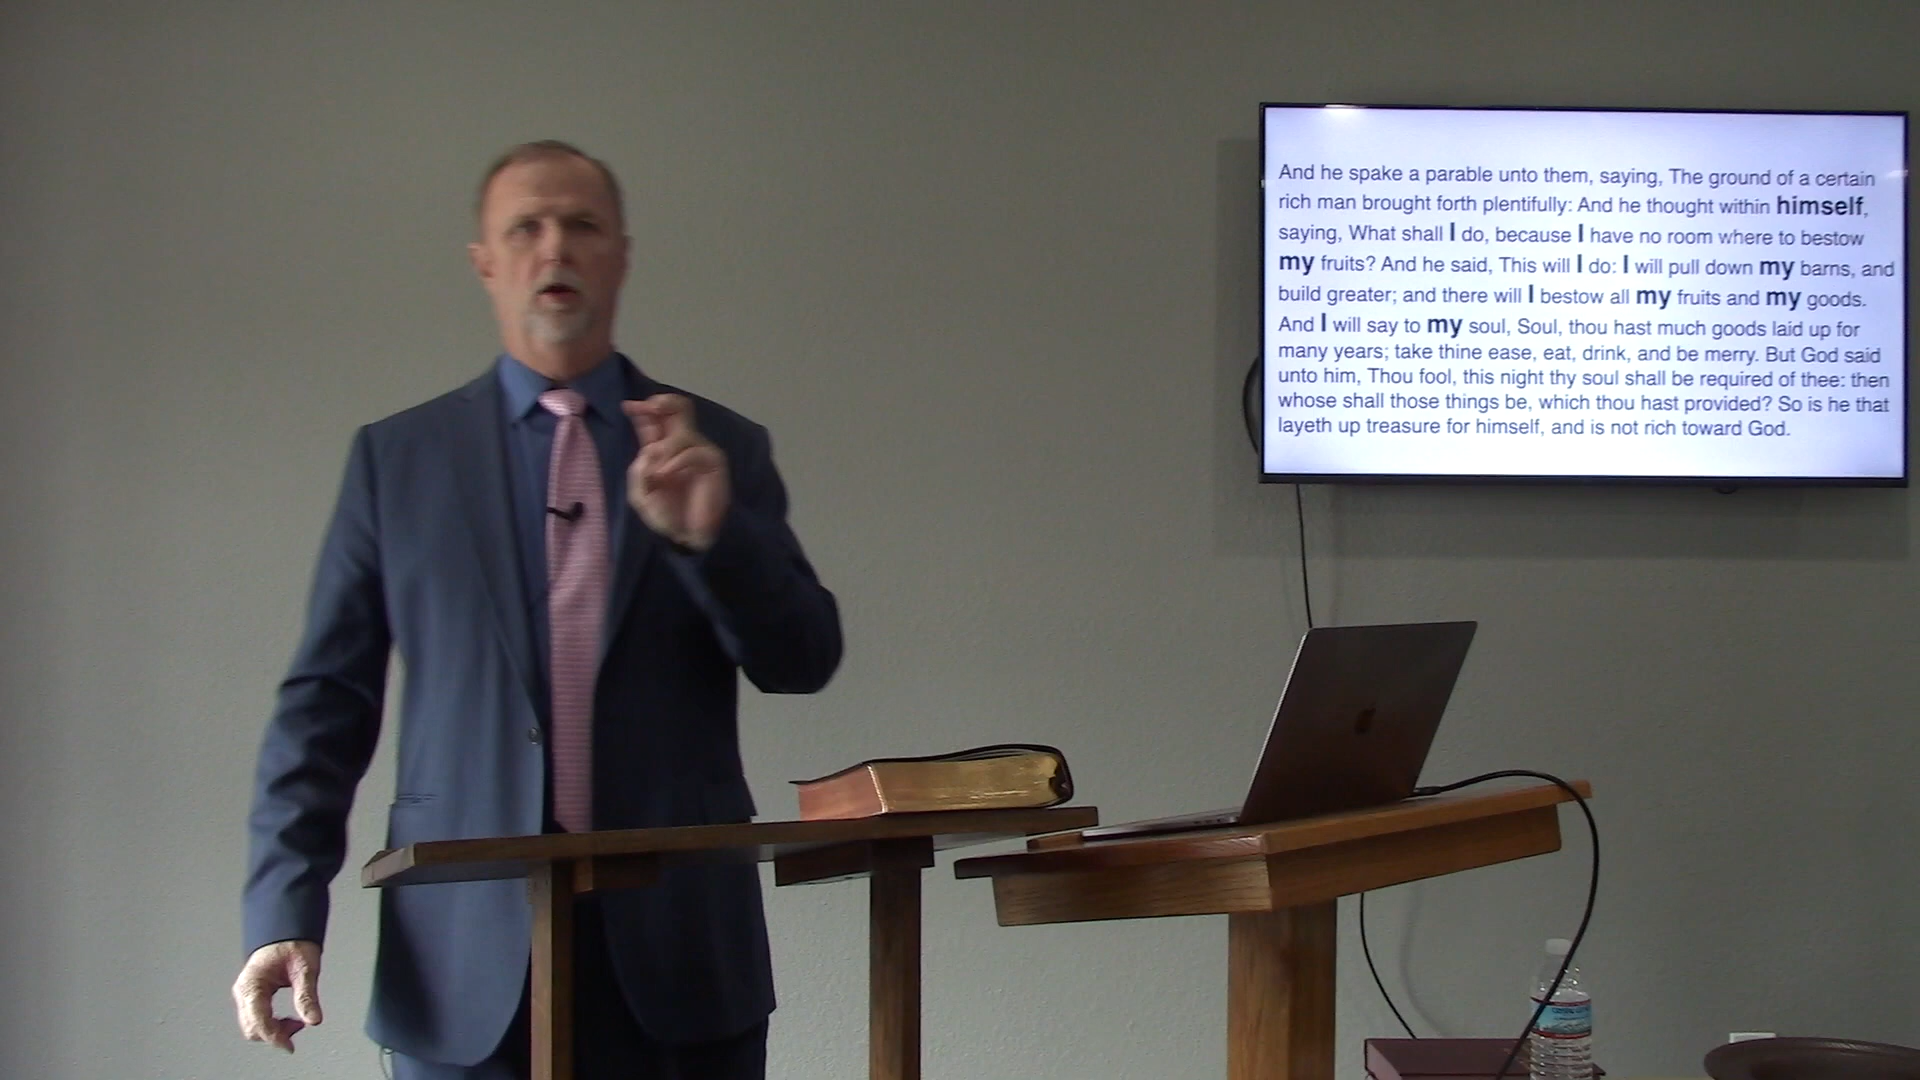 And he spake a parable unto them, saying, The ground of a certain
rich man brought forth plentifully: And he thought within himself,
saying, What shall I do, because I have no room where to bestow
my fruits? And he said, This will I do: I will pull down my barns, and
build greater; and there will I bestow all my fruits and my goods.
And I will say to my soul, Soul, thou hast much goods laid up for
many years; take thine ease, eat, drink, and be merry. But God said
unto him, Thou fool, this night thy soul shall be required of thee: then
whose shall those things be, which thou hast provided? So is he that
layeth up treasure for himself, and is not rich toward God.